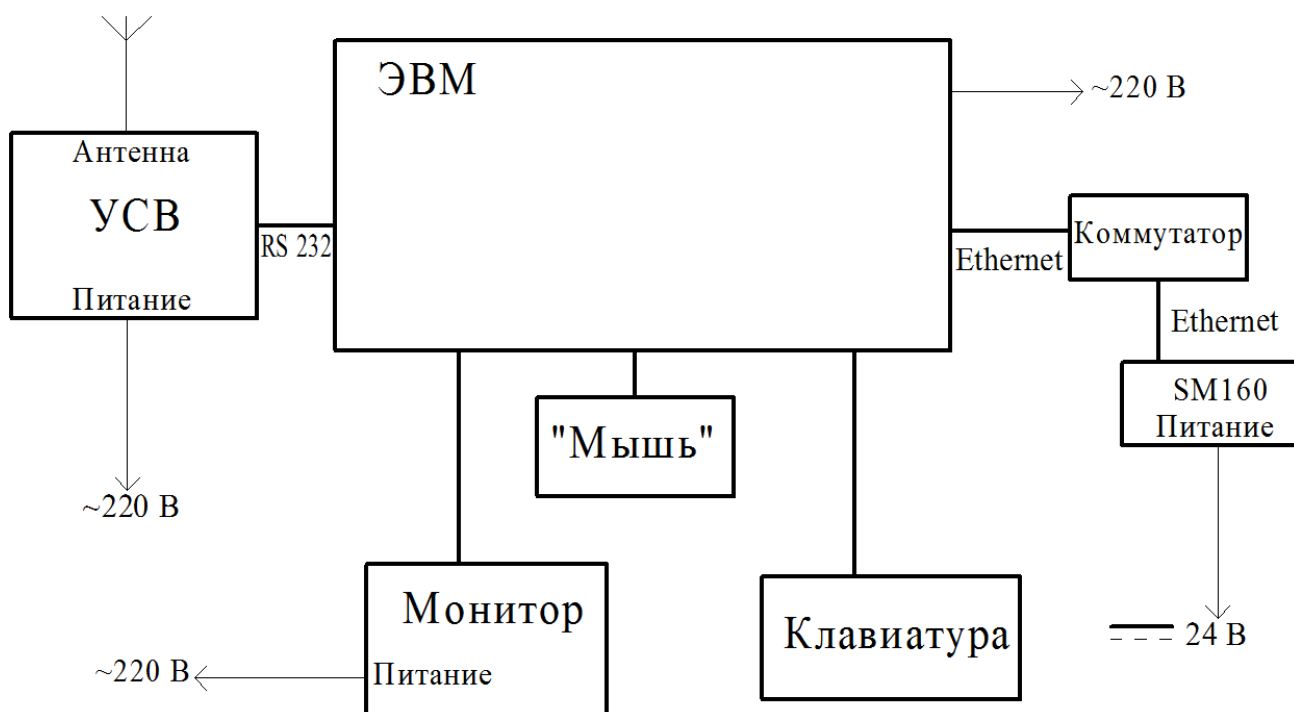 ЭВМ
~220 В
Антенна
УСВ
Питание
RS 232
Ethernet
Коммутатор
Ethernet
SM160
Питание
"Мышь"
~220 В
Монитор
Питание
~220 В
Клавиатура
24 В